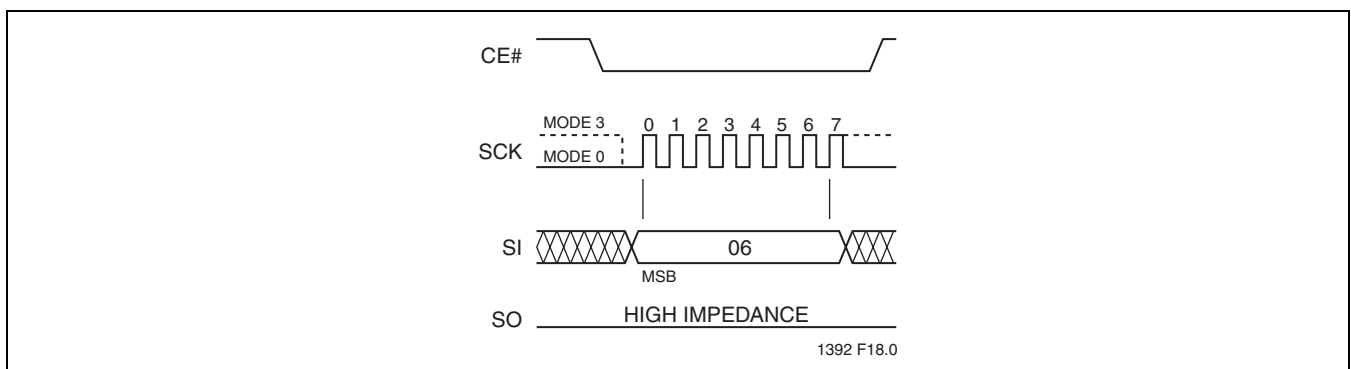 CE#
MODE 3 0 1 2 3 4 5 6 7
SCK MODE 0
SI 06
MSB
SO HIGH IMPEDANCE
1392 F18.0